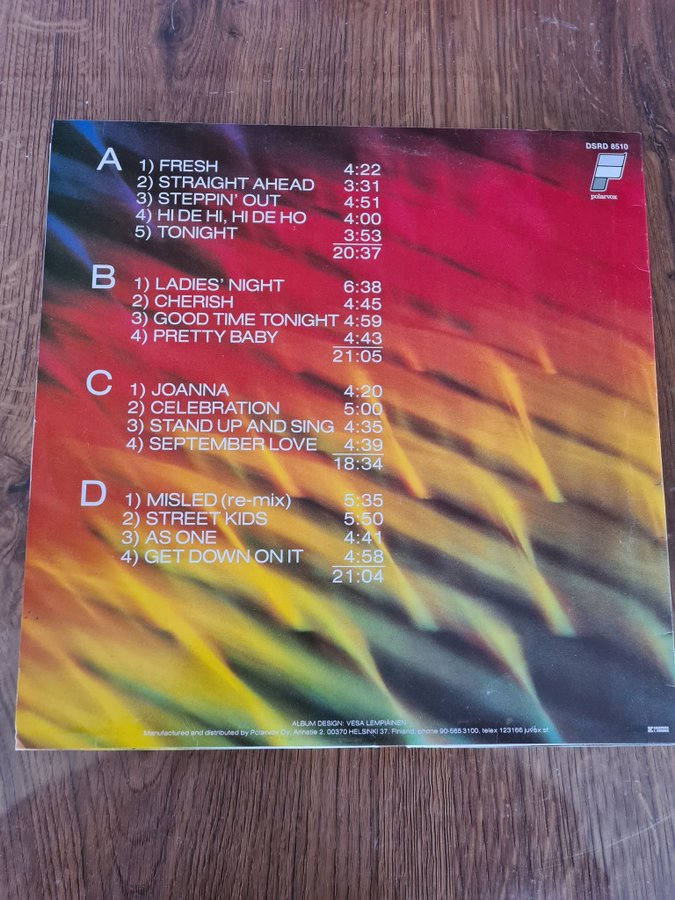 DSRD 8510
polarvox
A
1) FRESH 4:22
2) STRAIGHT AHEAD 3:31
3) STEPPIN' OUT 4:51
4) HI DE HI, HI DE HO 4:00
5) TONIGHT 3:53
20:37
B
1) LADIES' NIGHT 6:38
2) CHERISH 4:45
3) GOOD TIME TONIGHT 4:59
4) PRETTY BABY 4:43
21:05
C
1) JOANNA 4:20
2) CELEBRATION 5:00
3) STAND UP AND SING 4:35
4) SEPTEMBER LOVE 4:39
18:34
D
1) MISLED (re-mix) 5:35
2) STREET KIDS 5:50
3) AS ONE 4:41
4) GET DOWN ON IT 4:58
21:04
ALBUM DESIGN: VESA LEMPIÄINEN
Manufactured and distributed by Polarvox Oy, 2, 00370 HELSINKI 37, Finland, phone 90-565 3100, telex 123166 sf.